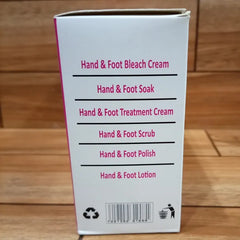 Hand & Foot Bleach Cream
Hand & Foot Soak
Hand & Foot Treatment Cream
Hand & Foot Scrub
Hand & Foot Polish
Hand & Foot Lotion